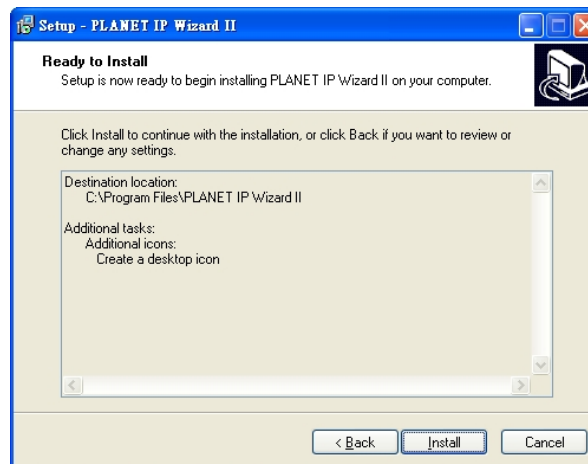 Setup - PLANET IP Wizard II
Ready to Install
Setup is now ready to begin installing PLANET IP Wizard II on your computer.
Click Install to continue with the installation, or click Back if you want to review or
change any settings.
Destination location:
C:\Program Files\PLANET IP Wizard II
Additional tasks:
Additional icons:
Create a desktop icon
< Back
Install
Cancel